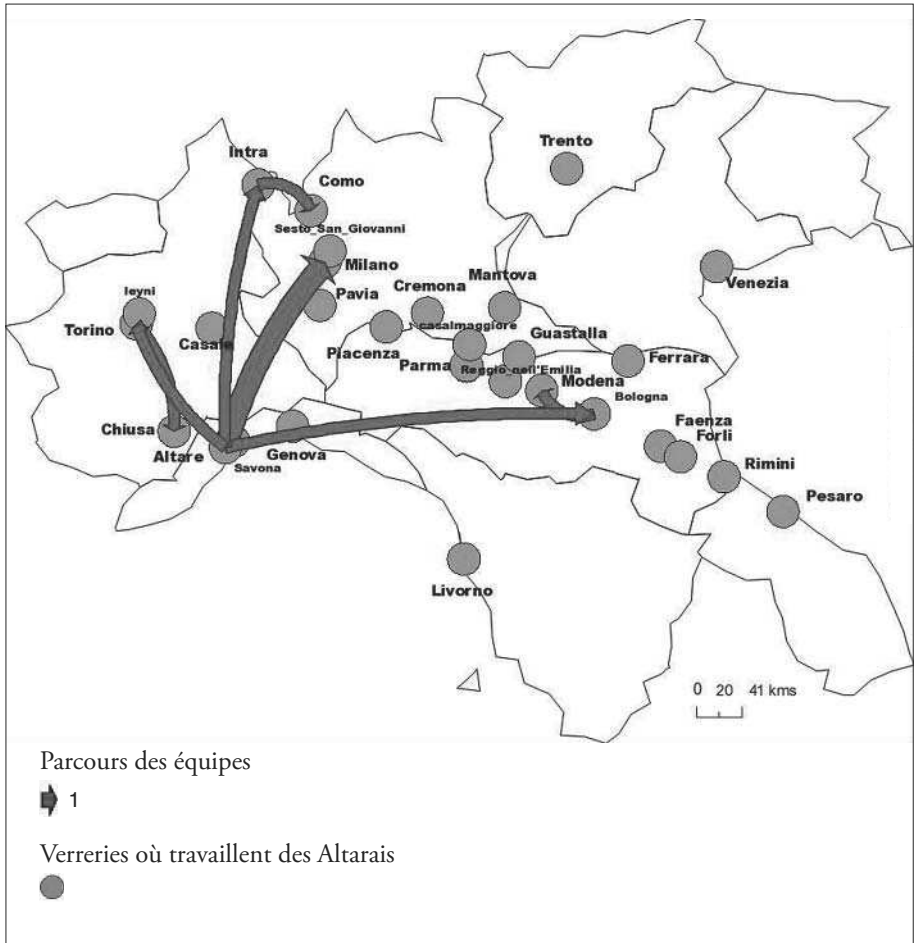 Trento
Intra
Como
Sesto_San_Giovanni
Milano
Venezia
Mantova
Cremona
Pavia
leyni
Torino
Casale
casalmaggiore
Guastalla
Piacenza
Parma
Reggio_nell'Emilia
Ferrara
Modena
Bologna
Chiusa
Altare
Savona
Genova
Faenza
Forli
Rimini
Pesaro
Livorno
0 20 41 kms
Parcours des équipes
1
Verreries où travaillent des Altarais